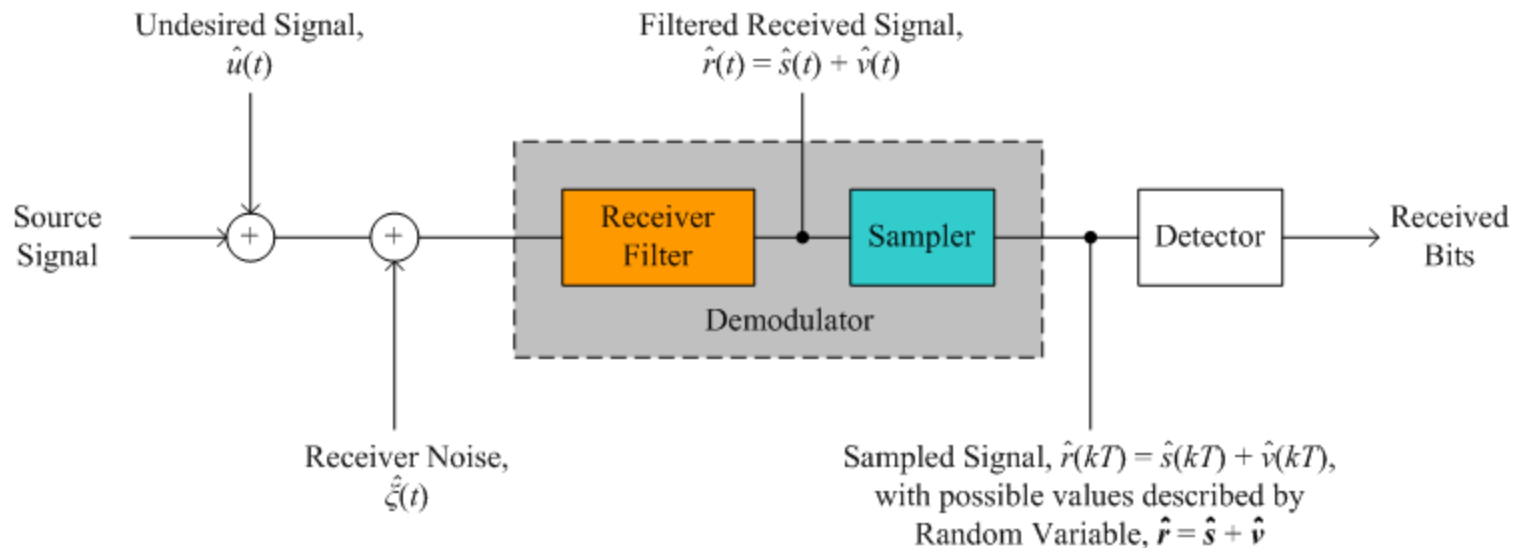 Undesired Signal,
û(t)
Filtered Received Signal,
r̂(t) = ŝ(t) + v̂(t)
Source
Signal
+
+
Receiver
Filter
Sampler
Demodulator
Detector
Received
Bits
Receiver Noise,
ξ̂(t)
Sampled Signal, r̂(kT) = ŝ(kT) + v̂(kT),
with possible values described by
Random Variable, r̂ = ŝ + v̂